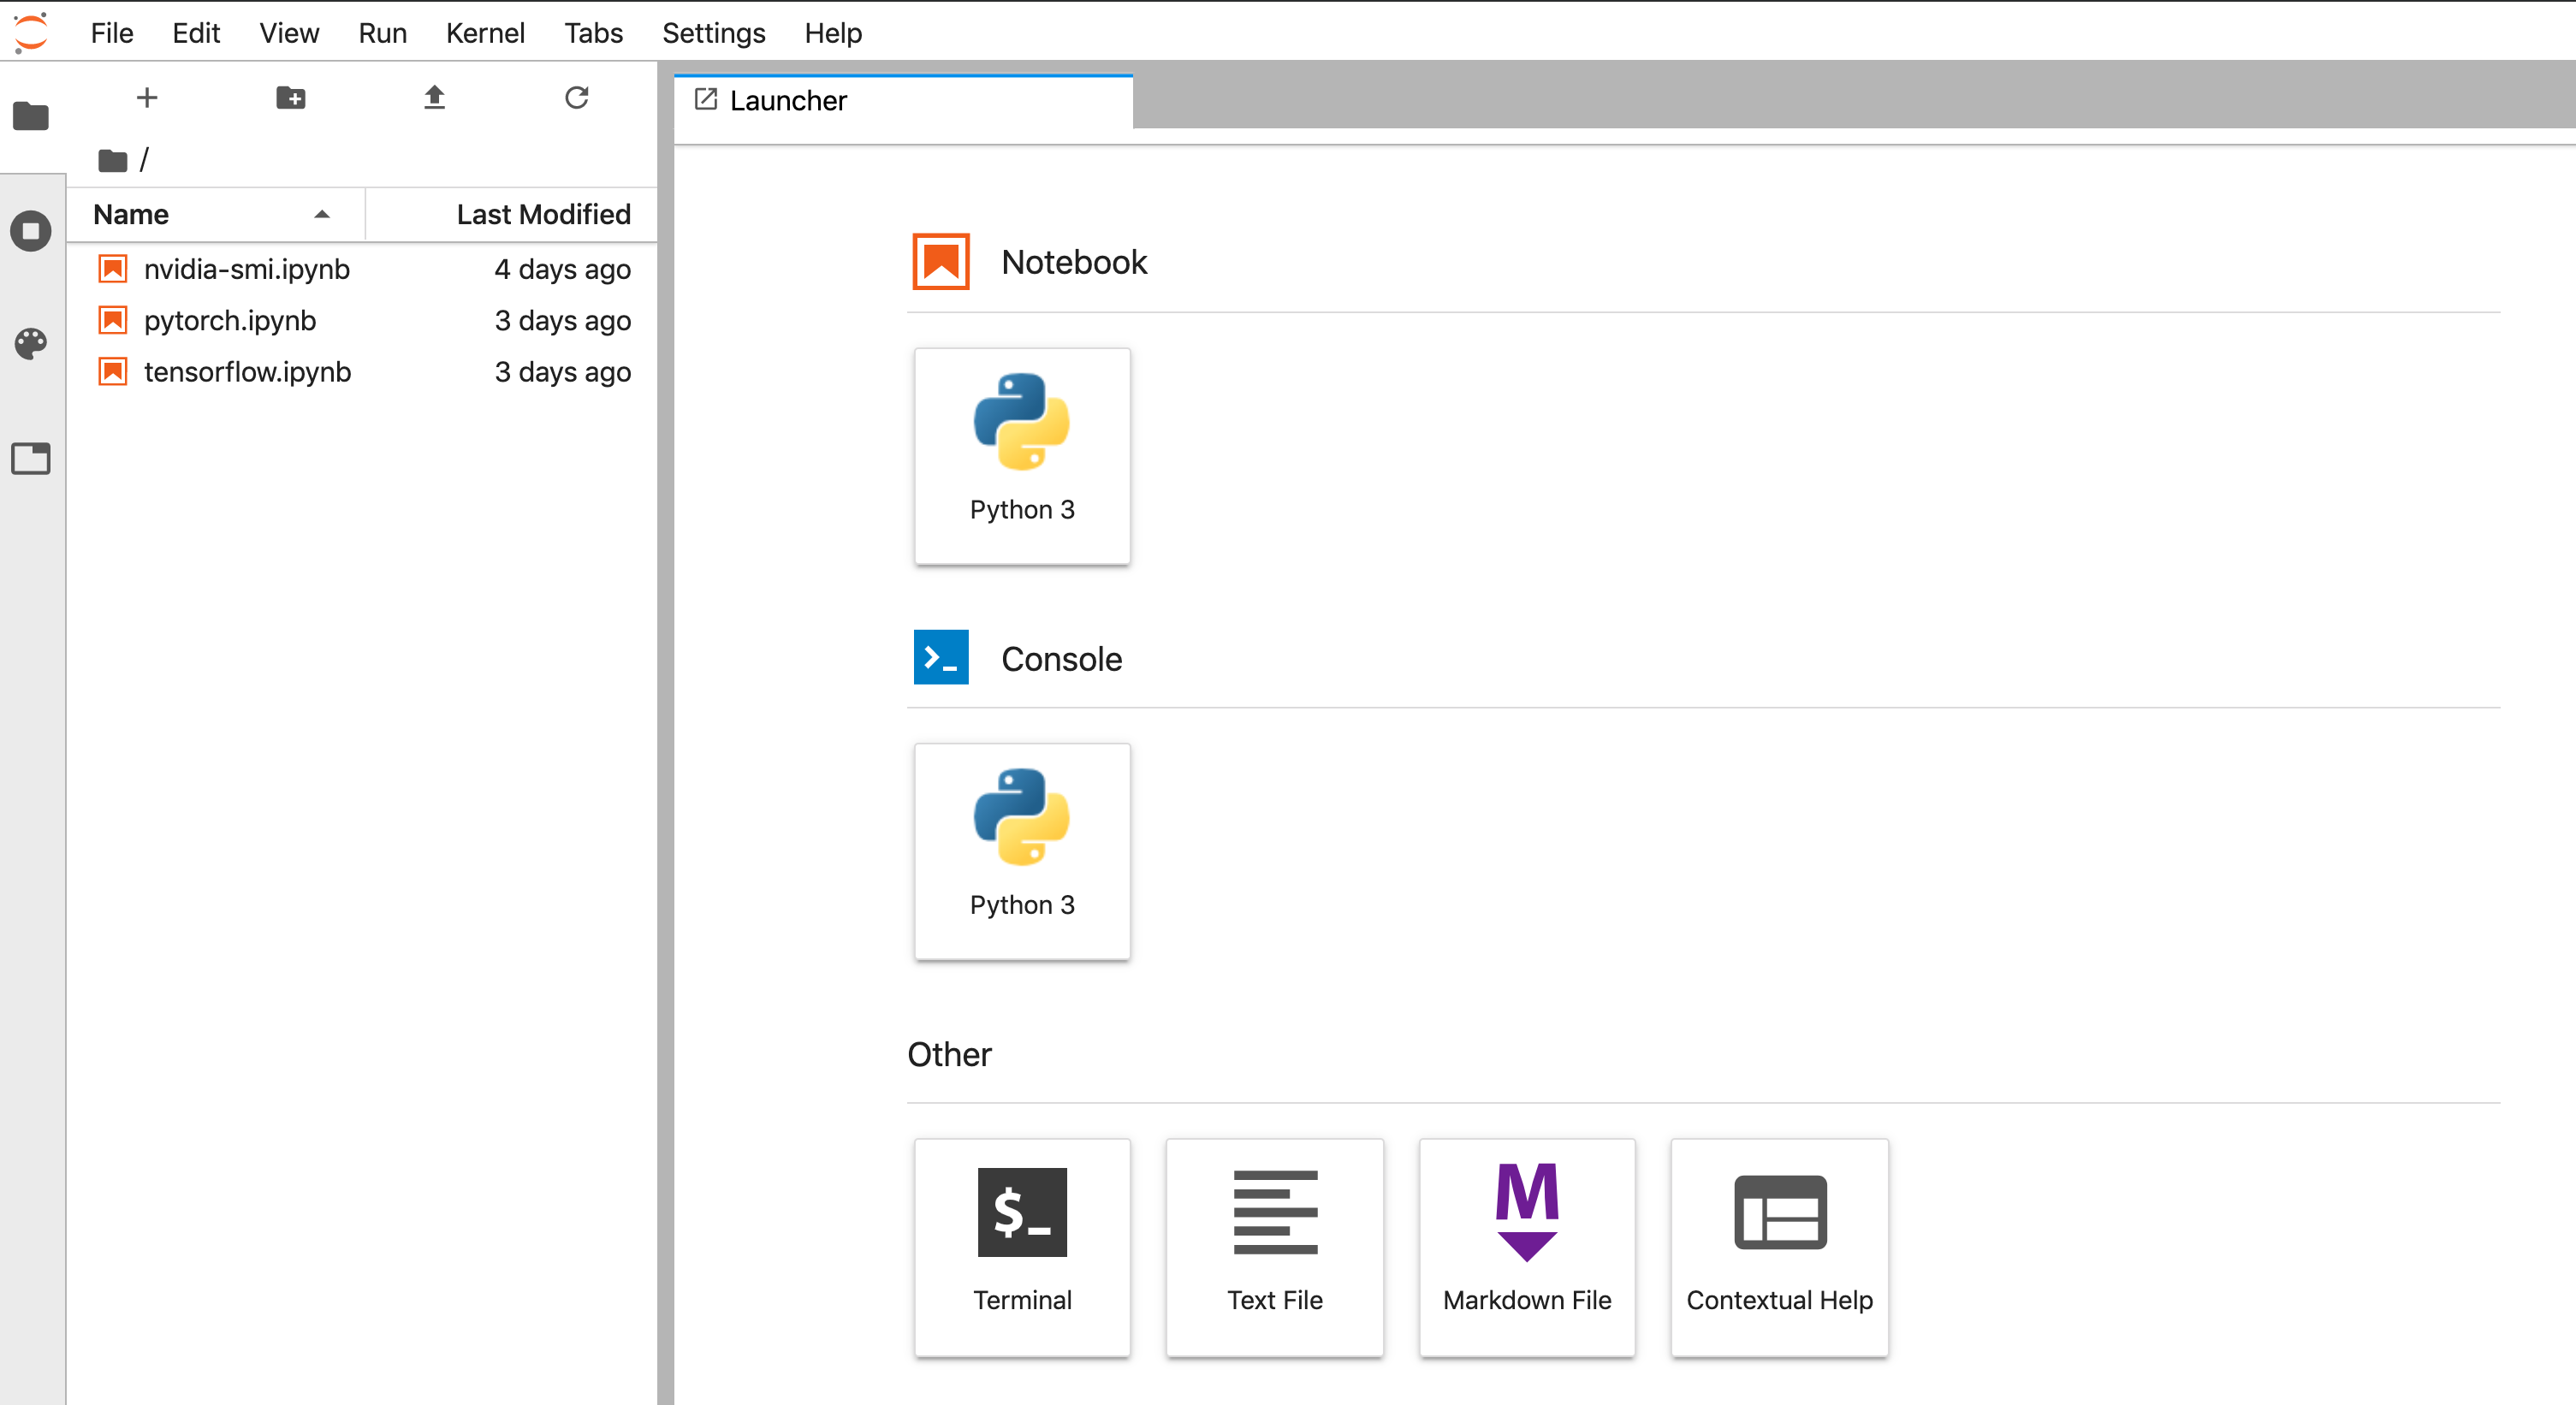 File Edit View Run Kernel Tabs Settings Help
/
Name Last Modified
nvidia-smi.ipynb 4 days ago
pytorch.ipynb 3 days ago
tensorflow.ipynb 3 days ago
Launcher
Notebook
Python 3
Console
Python 3
Other
$_
Terminal
Text File
M
Markdown File
Contextual Help